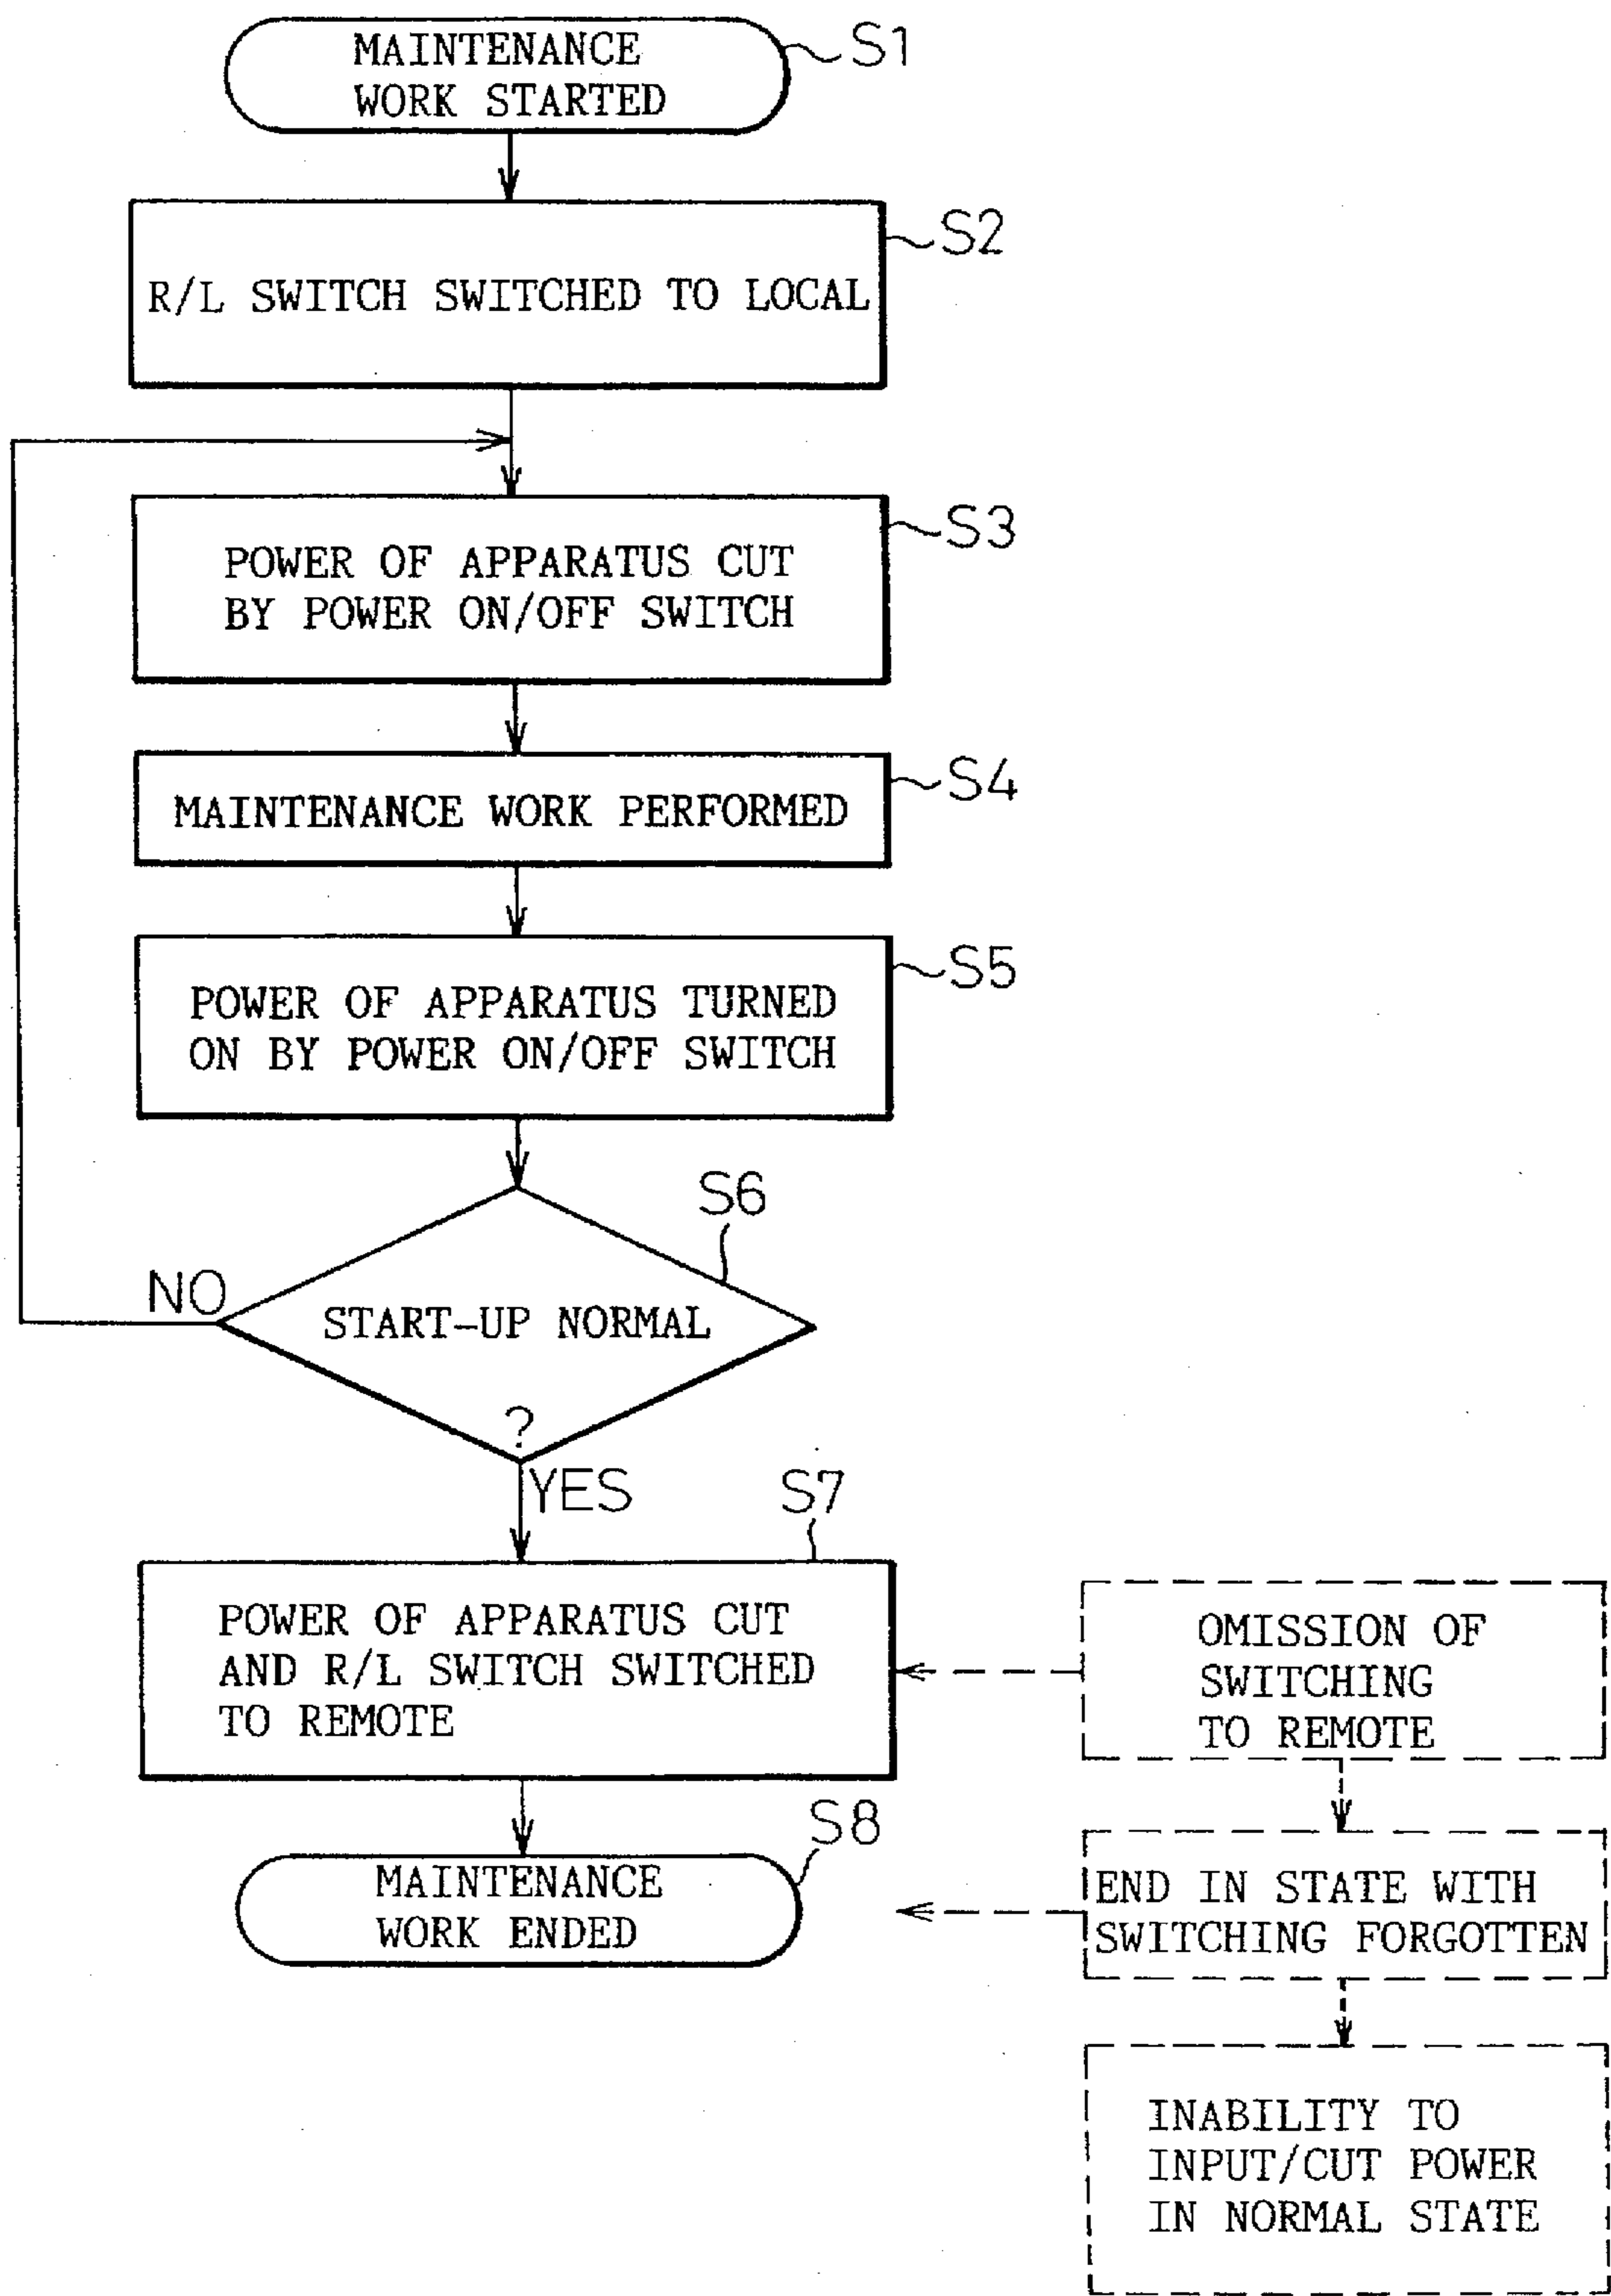 MAINTENANCE
WORK STARTED
S1
S2
R/L SWITCH SWITCHED TO LOCAL
S3
POWER OF APPARATUS CUT
BY POWER ON/OFF SWITCH
S4
MAINTENANCE WORK PERFORMED
S5
POWER OF APPARATUS TURNED
ON BY POWER ON/OFF SWITCH
S6
NO
START-UP NORMAL
?
YES
S7
POWER OF APPARATUS CUT
AND R/L SWITCH SWITCHED
TO REMOTE
OMISSION OF
SWITCHING
TO REMOTE
S8
MAINTENANCE
WORK ENDED
END IN STATE WITH
SWITCHING FORGOTTEN
INABILITY TO
INPUT/CUT POWER
IN NORMAL STATE